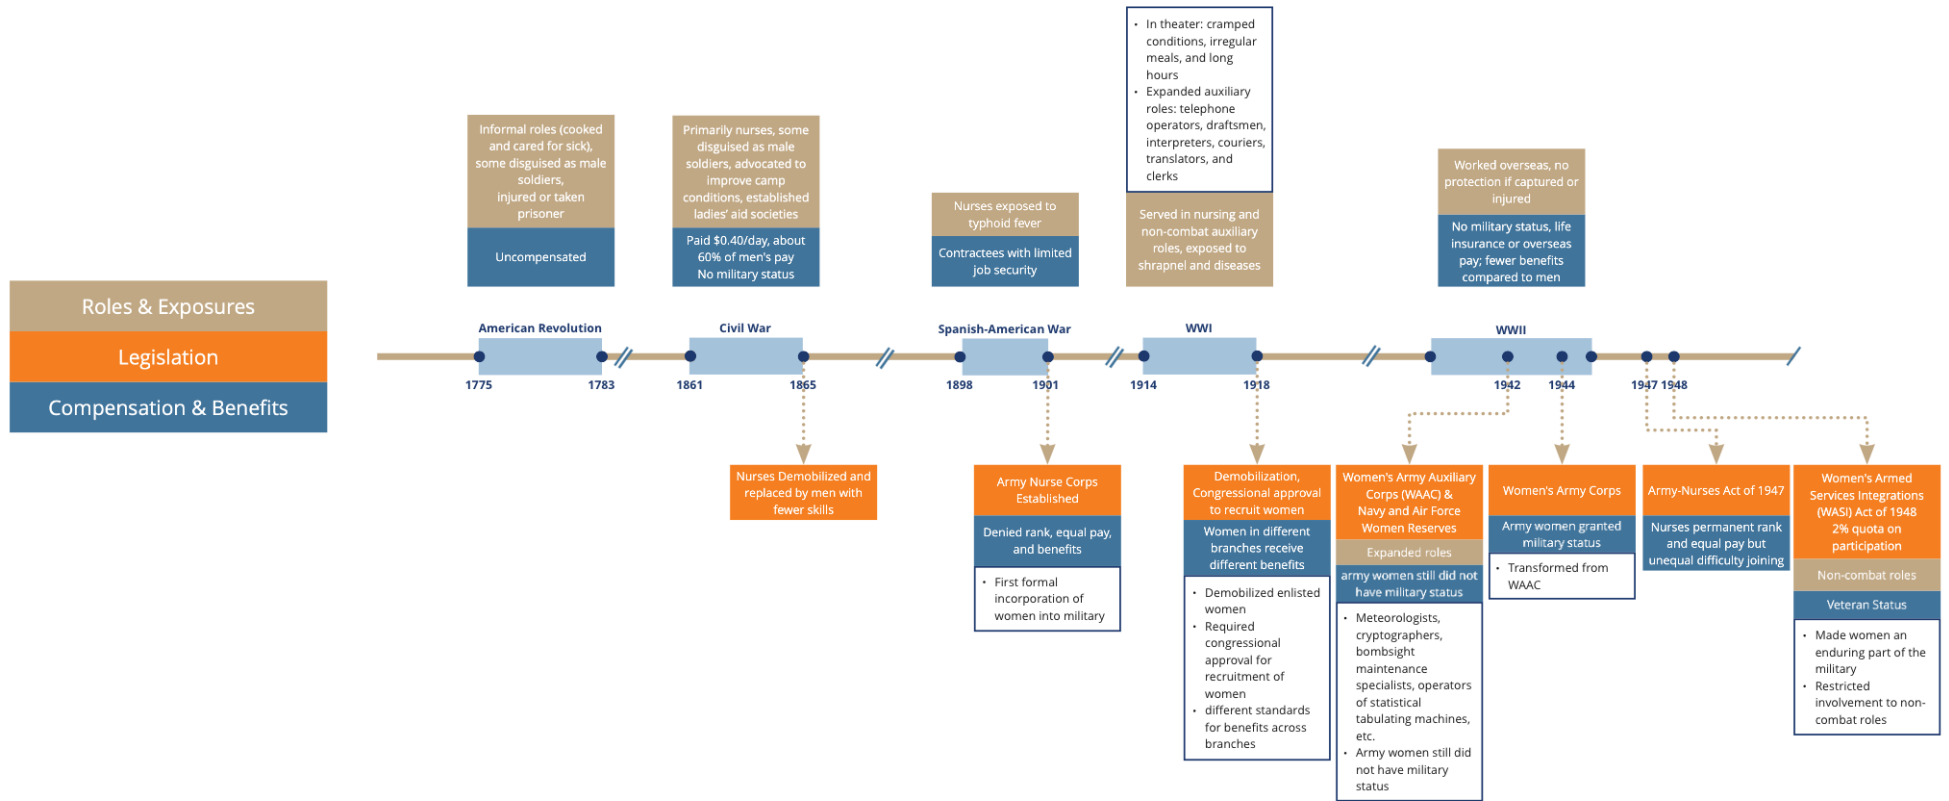 Roles & Exposures
Legislation
Compensation & Benefits
Informal roles (cooked
and cared for sick),
some disguised as male
soldiers,
injured or taken
prisoner
Uncompensated
Primarily nurses, some
disguised as male
soldiers, advocated to
improve camp
conditions, established
ladies' aid societies
Paid $0.40/day, about
60% of men's pay
No military status
Nurses exposed to
typhoid fever
Contractees with limited
job security
• In theater: cramped
conditions, irregular
meals, and long
hours
• Expanded auxiliary
roles: telephone
operators, draftsmen,
interpreters, couriers,
translators, and
clerks
Served in nursing and
non-combat auxiliary
roles, exposed to
shrapnel and diseases
Worked overseas, no
protection if captured or
injured
No military status, life
insurance or overseas
pay; fewer benefits
compared to men
American Revolution
Civil War
Spanish-American War
WWI
WWII
1775
1783
1861
1865
1898
1901
1914
1918
1942
1944
1947
1948
Nurses Demobilized and
replaced by men with
fewer skills
Army Nurse Corps
Established
Denied rank, equal pay,
and benefits
• First formal
incorporation of
women into military
Demobilization,
Congressional approval
to recruit women
Women in different
branches receive
different benefits
• Demobilized enlisted
women
• Required
congressional
approval for
recruitment of
women
• different standards
for benefits across
branches
Women's Army Auxiliary
Corps (WAAC) &
Navy and Air Force
Women Reserves
Expanded roles
army women still did not
have military status
• Meteorologists,
cryptographers,
bombsight
maintenance
specialists, operators
of statistical
tabulating machines,
etc.
• Army women still did
not have military
status
Women's Army Corps
Army women granted
military status
• Transformed from
WAAC
Army-Nurses Act of 1947
Nurses permanent rank
and equal pay but
unequal difficulty joining
Women's Armed
Services Integrations
(WASI) Act of 1948
2% quota on
participation
Non-combat roles
Veteran Status
• Made women an
enduring part of the
military
• Restricted
involvement to non-
combat roles